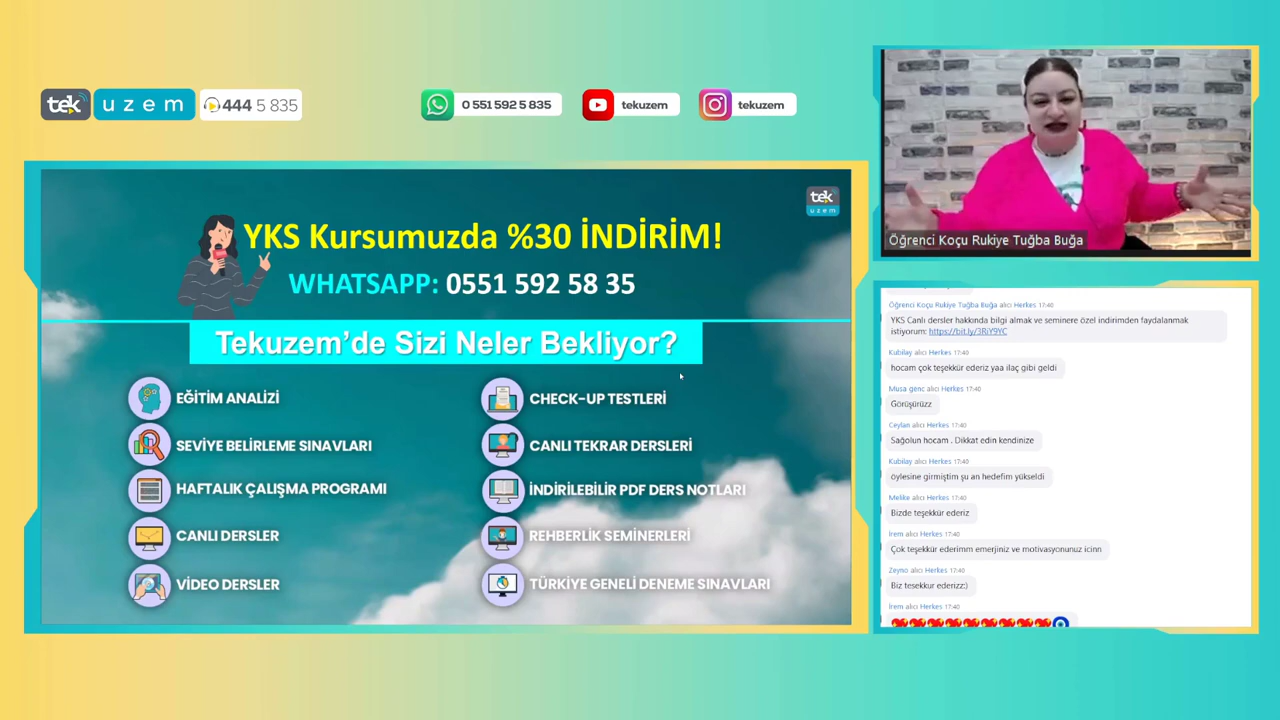 tek uzem 444 5 835
0 551 592 5 835
tekuzem
tekuzem
tek
uzem
YKS Kursumuzda %30 İNDİRİM!
WHATSAPP: 0551 592 58 35
Tekuzem’de Sizi Neler Bekliyor?
EĞİTİM ANALİZİ
SEVİYE BELİRLEME SINAVLARI
HAFTALIK ÇALIŞMA PROGRAMI
CANLI DERSLER
VİDEO DERSLER
CHECK-UP TESTLERİ
CANLI TEKRAR DERSLERİ
İNDİRİLEBİLİR PDF DERS NOTLARI
REHBERLİK SEMİNERLERİ
TÜRKİYE GENELİ DENEME SINAVLARI
Öğrenci Koçu Rukiye Tuğba Buğa
Öğrenci Koçu Rukiye Tuğba Buğa alıcı Herkes 17:40
YKS Canlı dersler hakkında bilgi almak ve seminere özel indirimden faydalanmak
istiyorum: https://bit.ly/3RiY9YC
Kubilay alıcı Herkes 17:40
hocam çok teşekkür ederiz yaa ilaç gibi geldi
Musa genc alıcı Herkes 17:40
Görüşürüzz
Ceylan alıcı Herkes 17:40
Sağolun hocam . Dikkat edin kendinize
Kubilay alıcı Herkes 17:40
öylesine girmiştim şu an hedefim yükseldi
Melike alıcı Herkes 17:40
Bizde teşekkür ederiz
İrem alıcı Herkes 17:40
Çok teşekkür ederimm emerjiniz ve motivasyonunuz icinn
Zeyno alıcı Herkes 17:40
Biz tesekkur ederizz:)
İrem alıcı Herkes 17:40